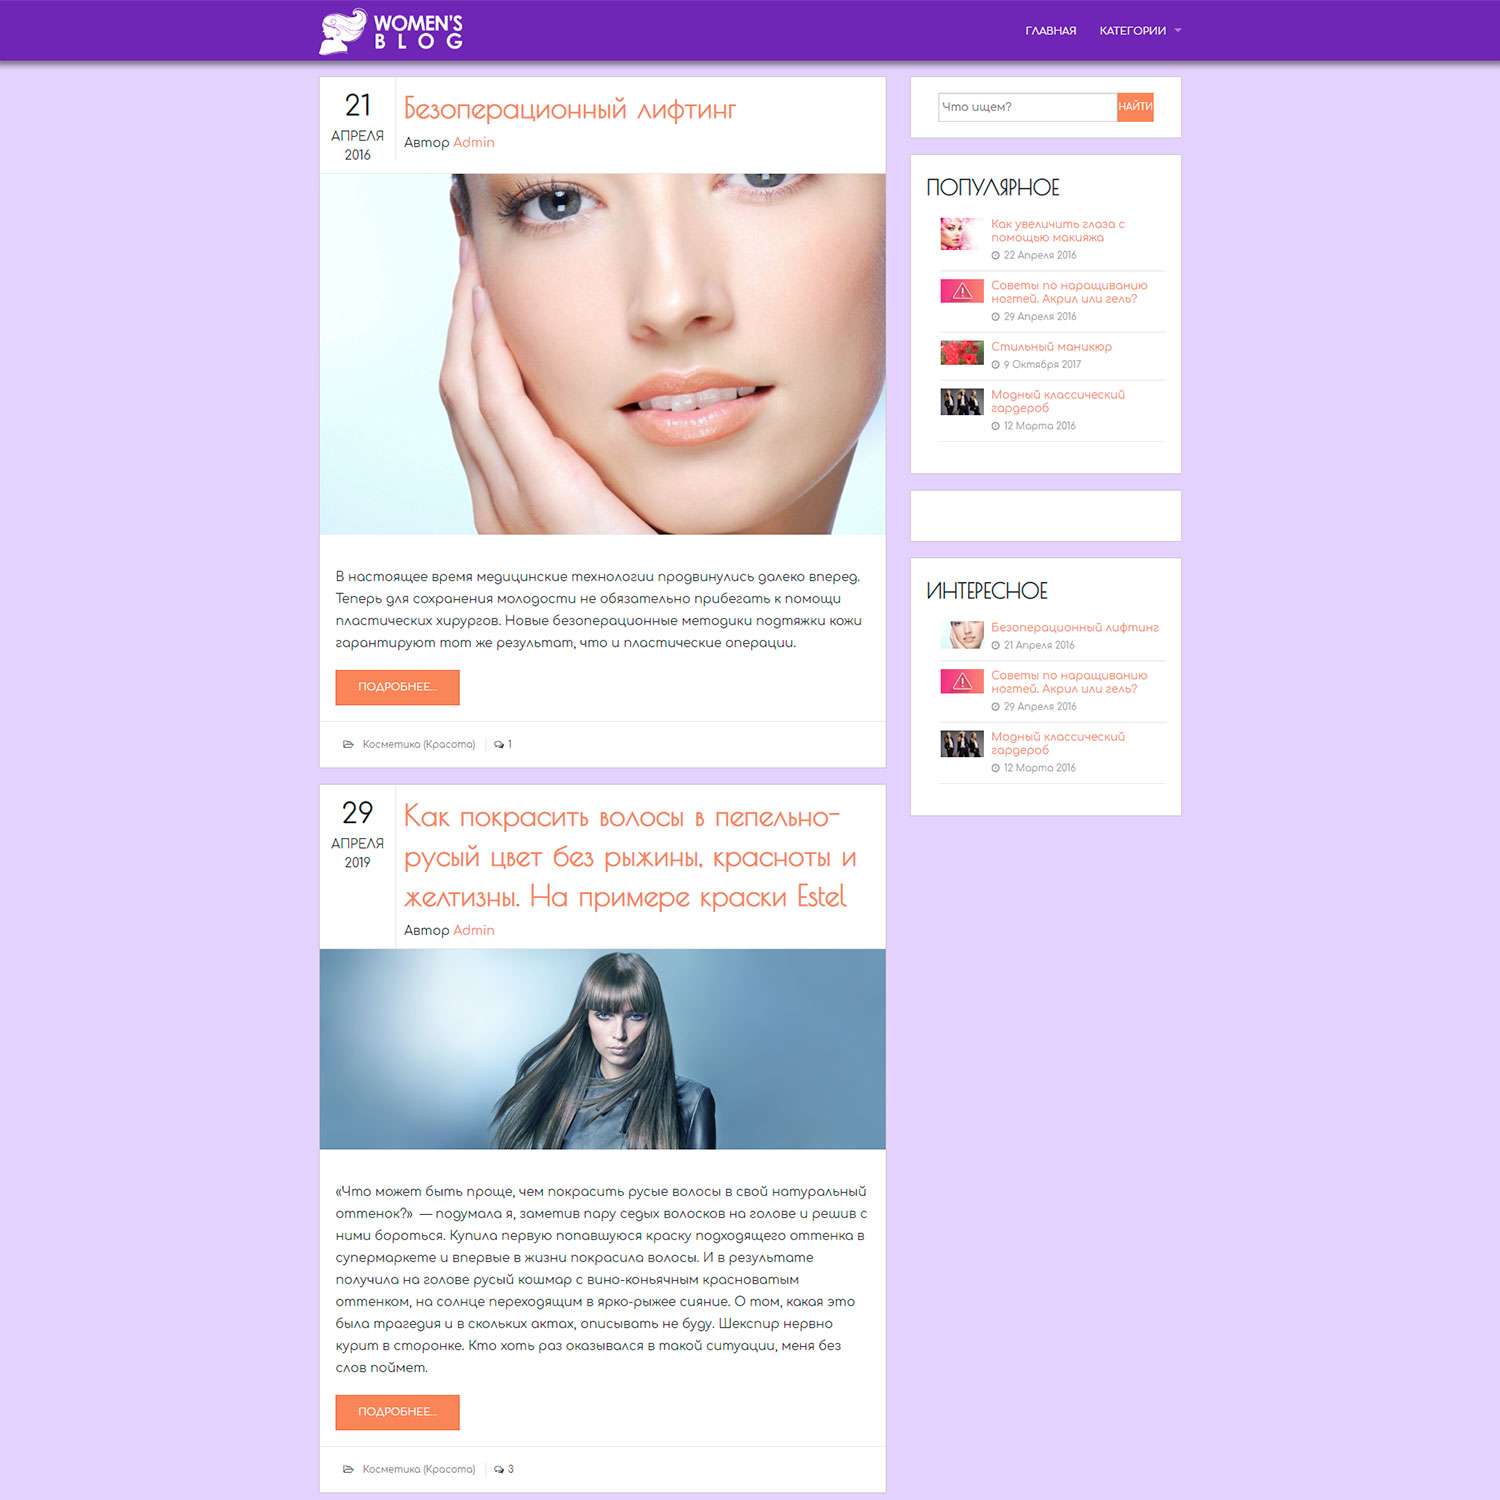 WOMEN'S
BLOG
ГЛАВНАЯ
КАТЕГОРИИ
21
АПРЕЛЯ
2016
Безоперационный лифтинг
Автор Admin
В настоящее время медицинские технологии продвинулись далеко вперед.
Теперь для сохранения молодости не обязательно прибегать к помощи
пластических хирургов. Новые безоперационные методики подтяжки кожи
гарантируют тот же результат, что и пластические операции.
ПОДРОБНЕЕ...
Косметика (Красота)
1
29
АПРЕЛЯ
2019
Как покрасить волосы в пепельно-
русый цвет без рыжины, красноты и
желтизны. На примере краски Estel
Автор Admin
«Что может быть проще, чем покрасить русые волосы в свой натуральный
оттенок?» — подумала я, заметив пару седых волосков на голове и решив с
ними бороться. Купила первую попавшуюся краску подходящего оттенка в
супермаркете и впервые в жизни покрасила волосы. И в результате
получила на голове русый кошмар с вино-коньячным красноватым
оттенком, на солнце переходящим в ярко-рыжее сияние. О том, какая это
была трагедия и в скольких актах, описывать не буду. Шекспир нервно
курит в сторонке. Кто хоть раз оказывался в такой ситуации, меня без
слов поймет.
ПОДРОБНЕЕ...
Косметика (Красота)
3
Что ищем?
НАЙТИ
ПОПУЛЯРНОЕ
Как увеличить глаза с
помощью макияжа
22 Апреля 2016
Советы по наращиванию
ногтей. Акрил или гель?
29 Апреля 2016
Стильный маникюр
9 Октября 2017
Модный классический
гардероб
12 Марта 2016
ИНТЕРЕСНОЕ
Безоперационный лифтинг
21 Апреля 2016
Советы по наращиванию
ногтей. Акрил или гель?
29 Апреля 2016
Модный классический
гардероб
12 Марта 2016